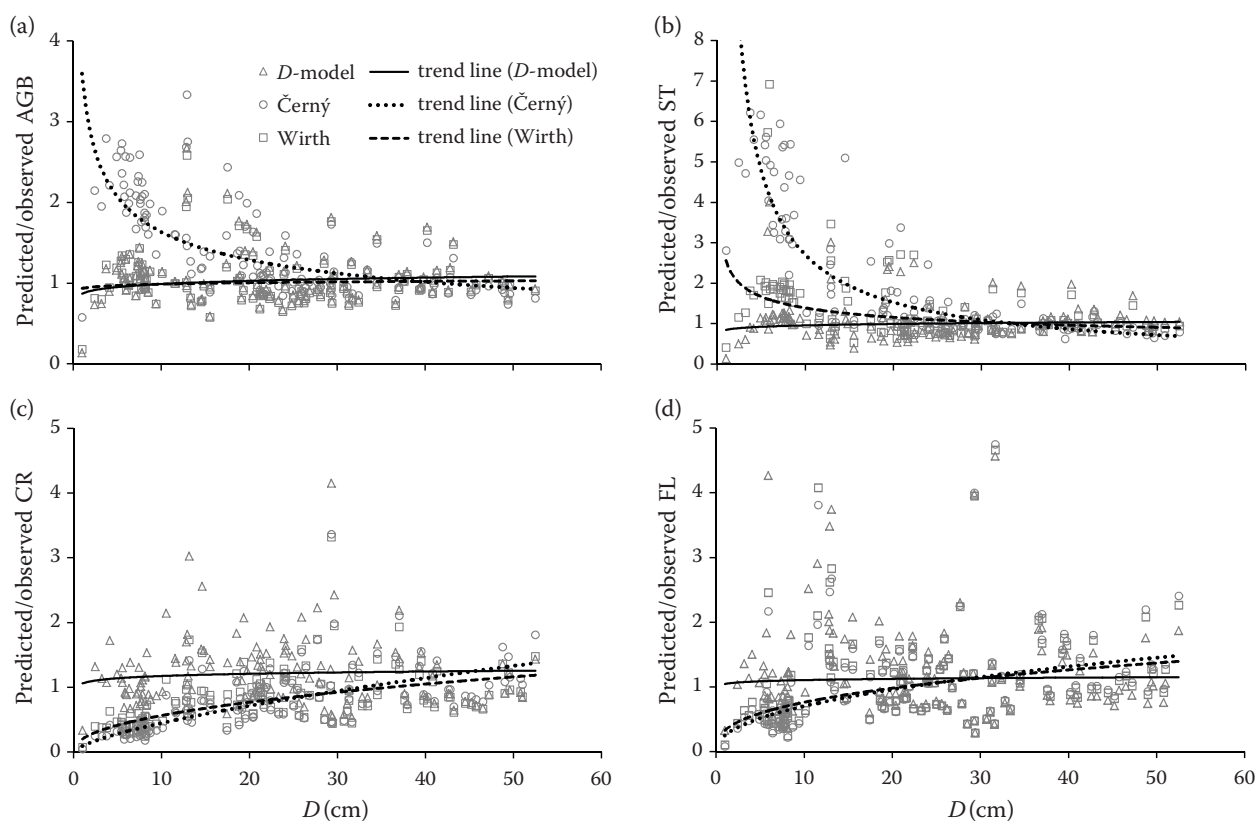 (a)
Predicted/observed AGB
4
3
2
1
0
D-model
Černý
Wirth
trend line (D-model)
trend line (Černý)
trend line (Wirth)
(b)
Predicted/observed ST
8
7
6
5
4
3
2
1
0
(c)
Predicted/observed CR
5
4
3
2
1
0
0 10 20 30 40 50 60
D (cm)
(d)
Predicted/observed FL
5
4
3
2
1
0
0 10 20 30 40 50 60
D (cm)